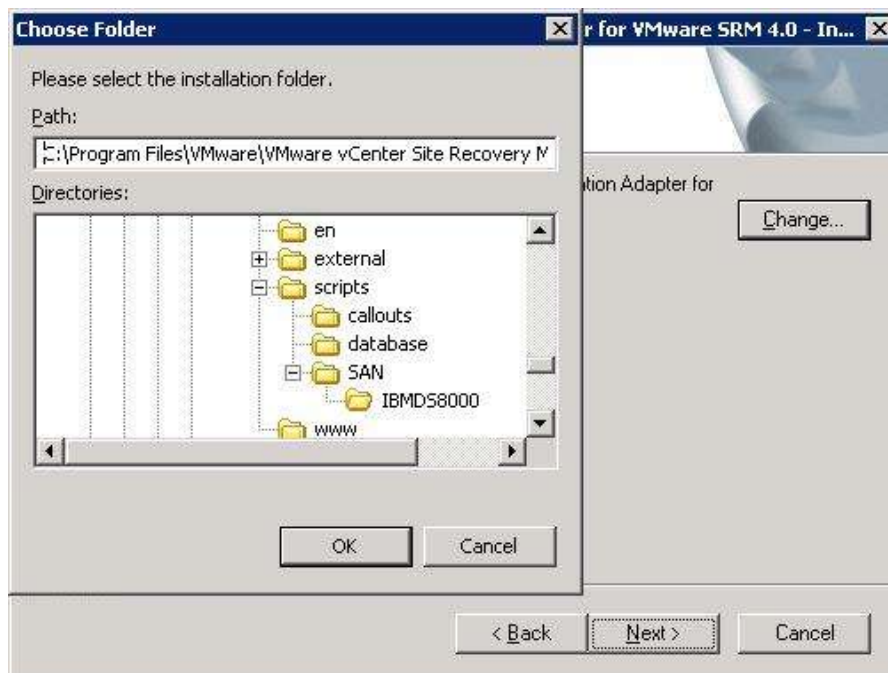 Choose Folder
r for VMware SRM 4.0 - In...
Please select the installation folder.
Path:
C:\Program Files\VMware\VMware vCenter Site Recovery M
Directories:
ation Adapter for
Change...
en
external
scripts
callouts
database
SAN
IBMDS8000
www
OK
Cancel
< Back
Next >
Cancel